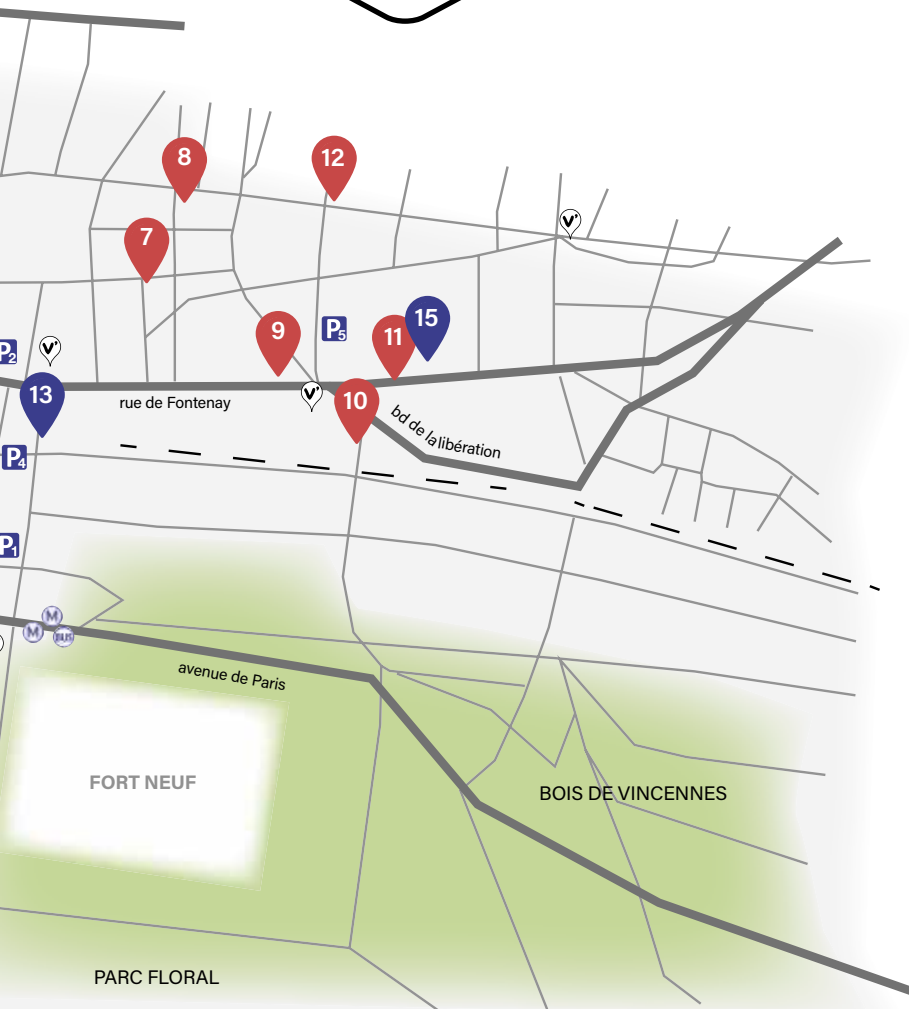 8
12
7
V'
15
9
P5
11
P2
V'
13
rue de Fontenay
V'
10
bd de la libération
P4
P1
M
M
BUS
avenue de Paris
FORT NEUF
BOIS DE VINCENNES
PARC FLORAL